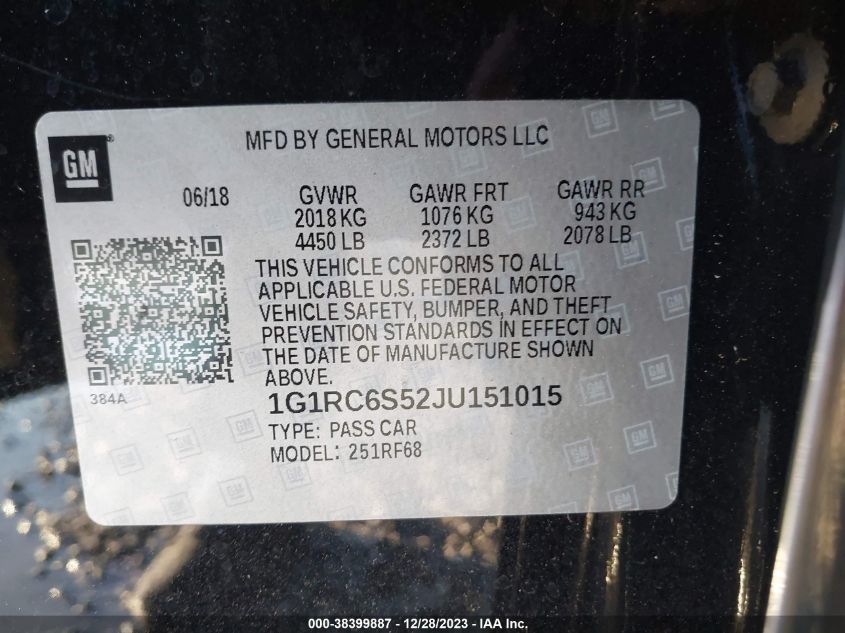 MFD BY GENERAL MOTORS LLC
GM
06/18 GVWR GAWR FRT GAWR RR
2018 KG 1076 KG 943 KG
4450 LB 2372 LB 2078 LB
THIS VEHICLE CONFORMS TO ALL
APPLICABLE U.S. FEDERAL MOTOR
VEHICLE SAFETY, BUMPER, AND THEFT
PREVENTION STANDARDS IN EFFECT ON
THE DATE OF MANUFACTURE SHOWN
ABOVE.
384A
1G1RC6S52JU151015
TYPE: PASS CAR
MODEL: 251RF68
000-38399887 - 12/28/2023 - IAA Inc.